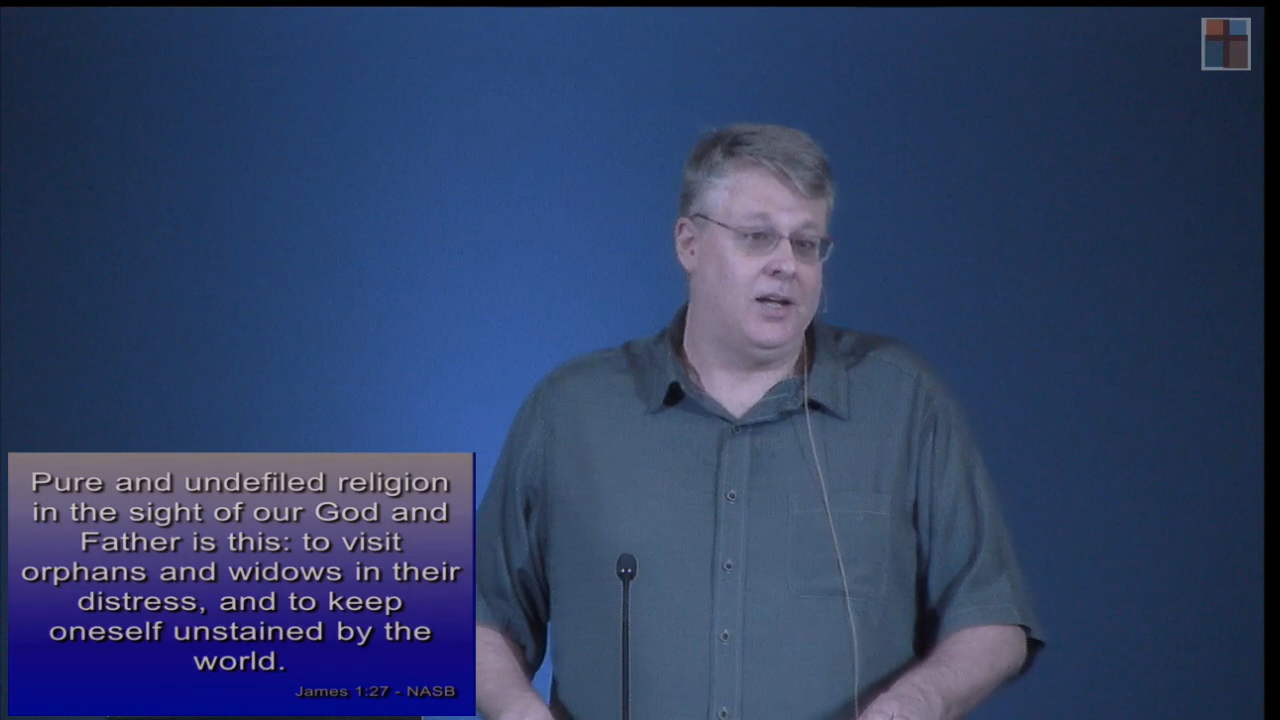 Pure and undefiled religion
in the sight of our God and
Father is this: to visit
orphans and widows in their
distress, and to keep
oneself unstained by the
world.
James 1:27 - NASB